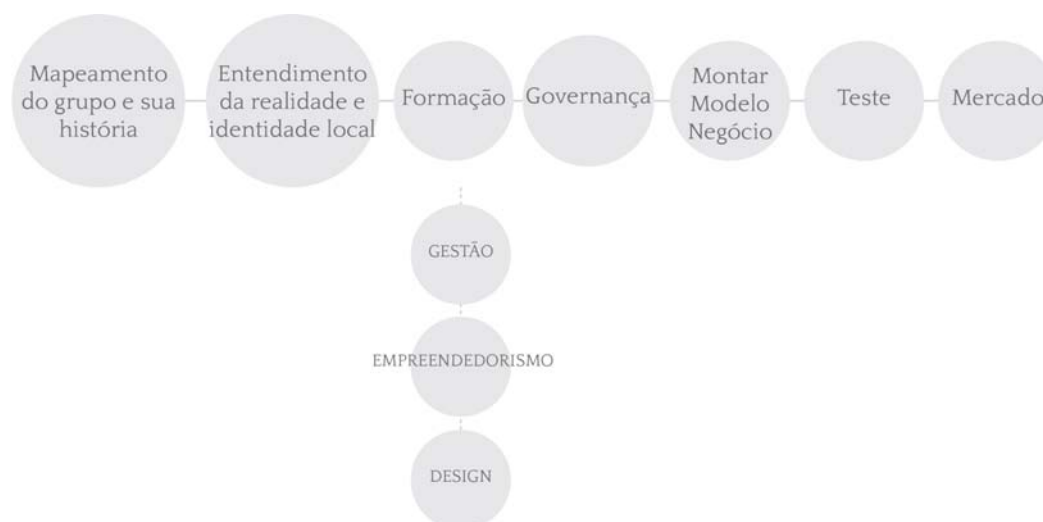 Mapeamento
do grupo e sua
história
Entendimento
da realidade e
identidade local
Formação
Governança
Montar
Modelo
Negócio
Teste
Mercado
GESTÃO
EMPREENDEDORISMO
DESIGN